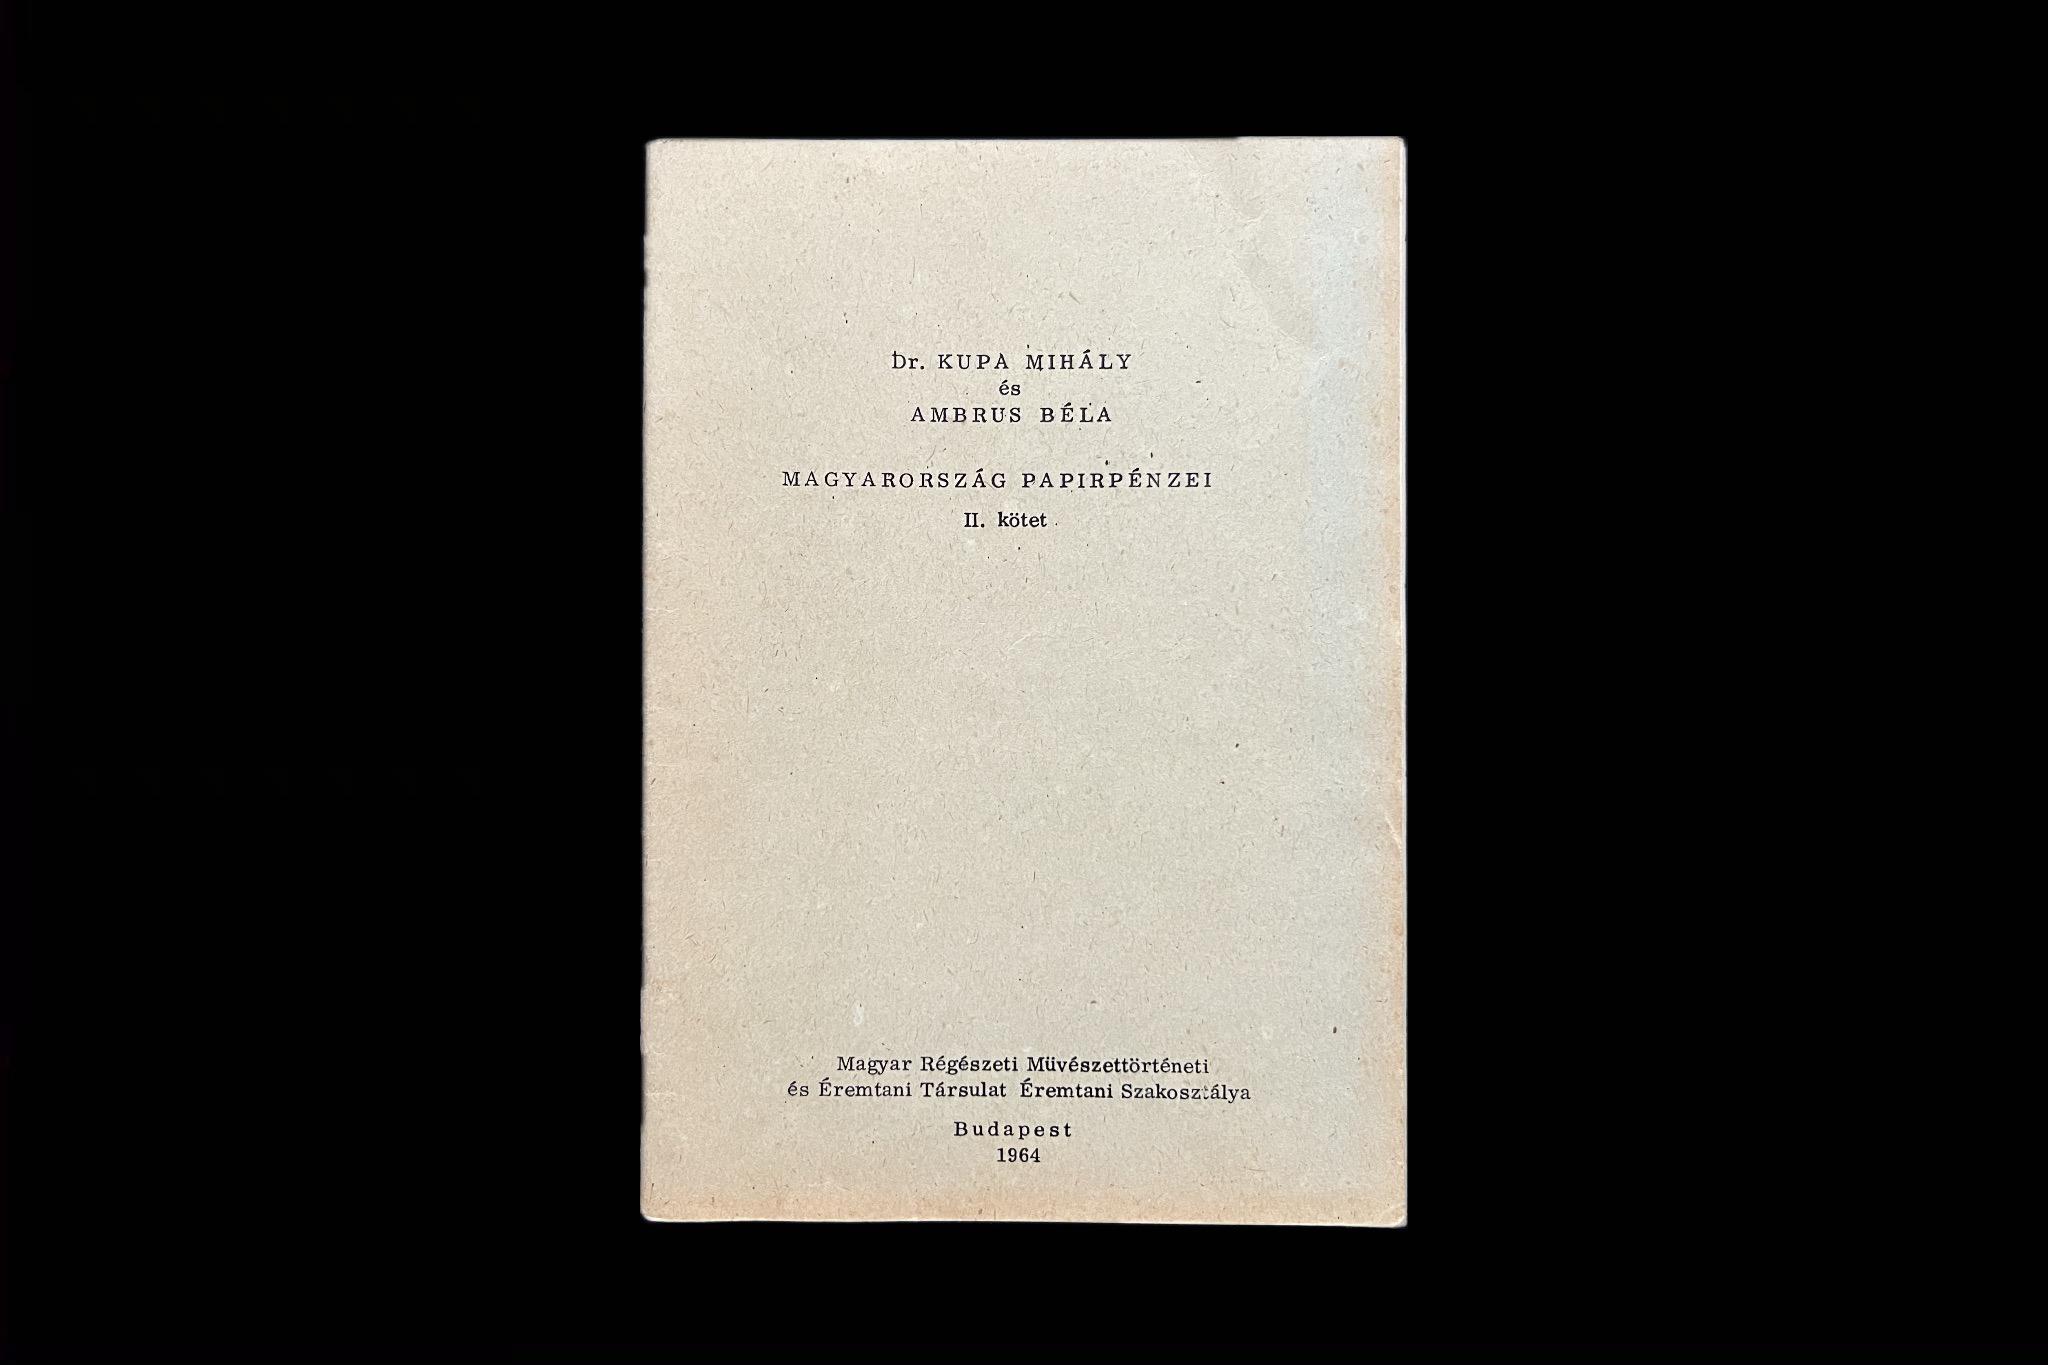 Dr. KUPA MIHÁLY
és
AMBRUS BÉLA
MAGYARORSZÁG PAPIRPÉNZEI
II. kötet
Magyar Régészeti Müvészettörténeti
és Éremtani Társulat Éremtani Szakosztálya
Budapest
1964